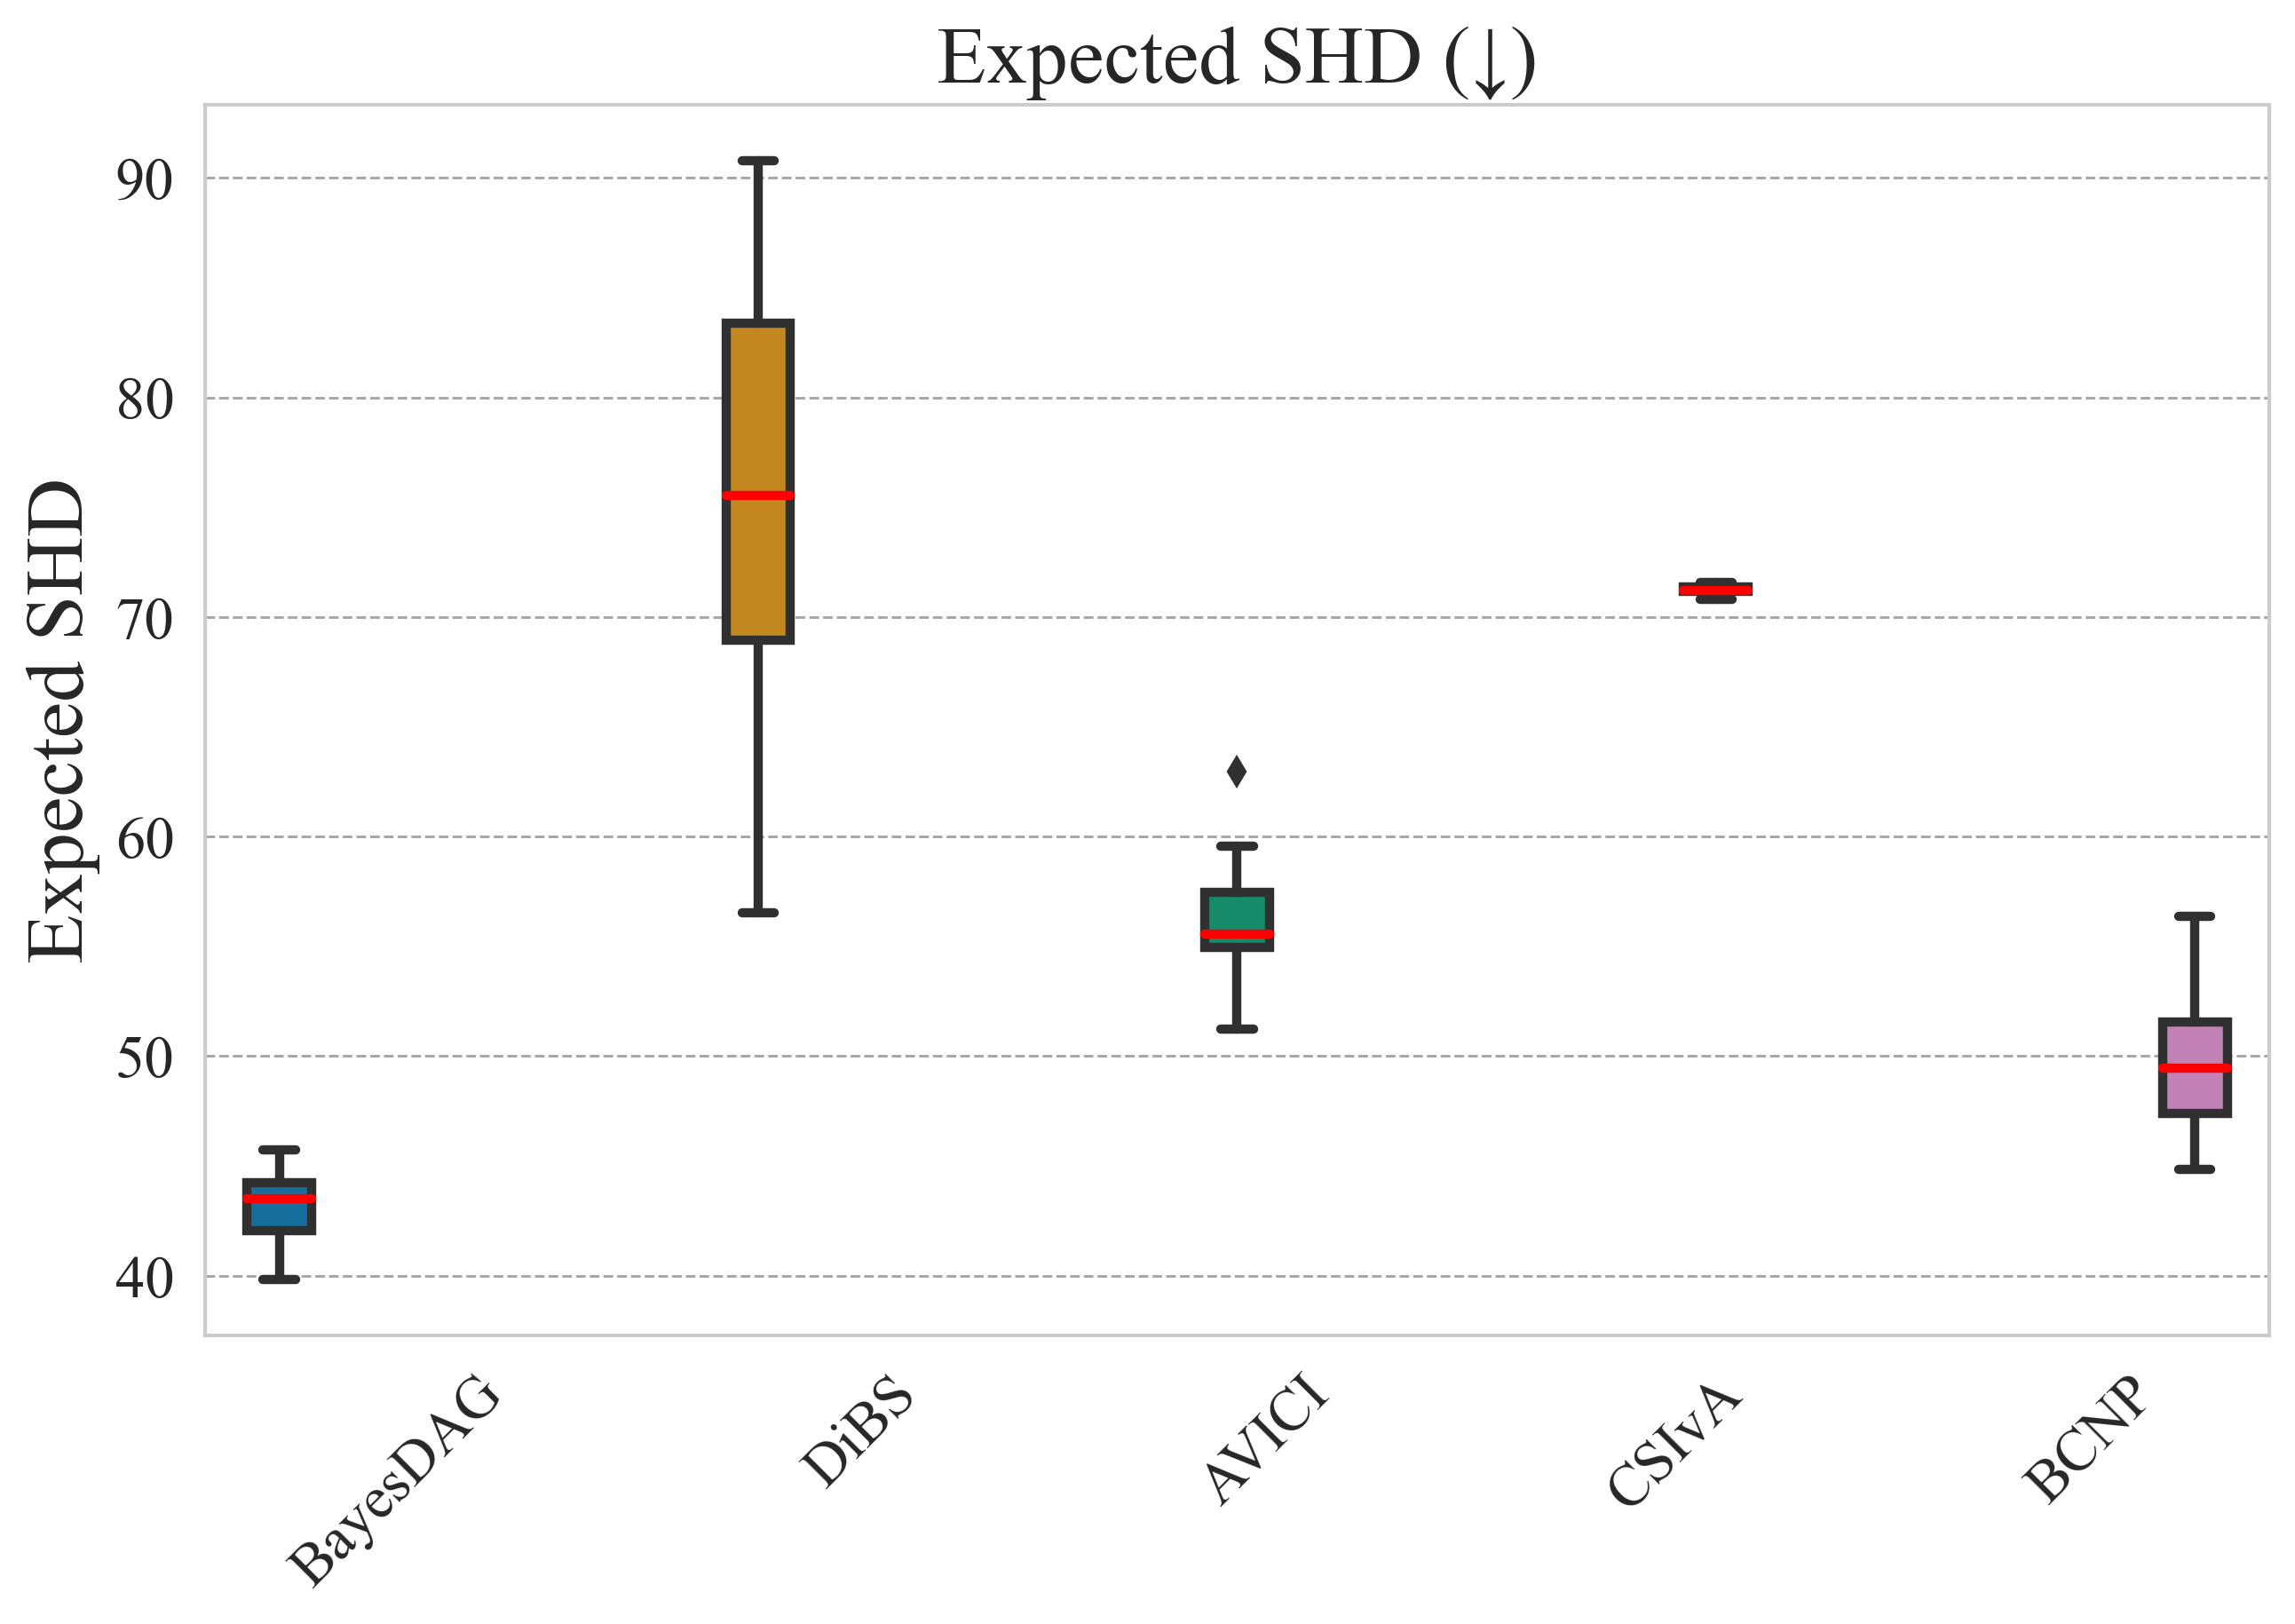 Expected SHD (↓)
Expected SHD
90
80
70
60
50
40
BayesDAG
DiBS
AVICI
CSIvA
BCNP